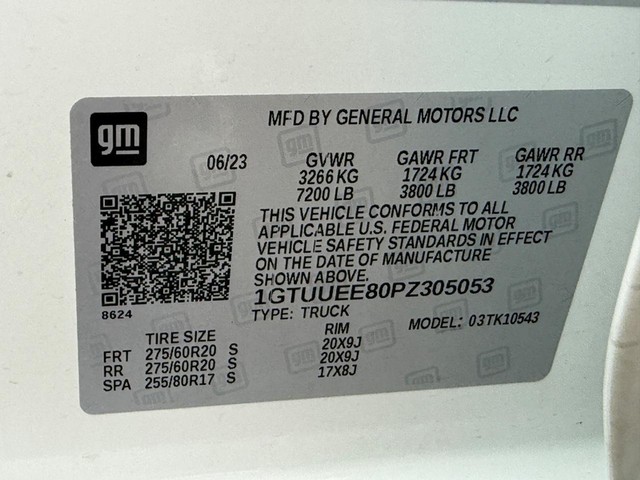 gm
MFD BY GENERAL MOTORS LLC
06/23 GVWR GAWR FRT GAWR RR
3266 KG 1724 KG 1724 KG
7200 LB 3800 LB 3800 LB
THIS VEHICLE CONFORMS TO ALL
APPLICABLE U.S. FEDERAL MOTOR
VEHICLE SAFETY STANDARDS IN EFFECT
ON THE DATE OF MANUFACTURE
SHOWN ABOVE.
1GTUUEE80PZ305053
8624
TYPE: TRUCK MODEL: 03TK10543
TIRE SIZE RIM
FRT 275/60R20 S 20X9J
RR 275/60R20 S 20X9J
SPA 255/80R17 S 17X8J